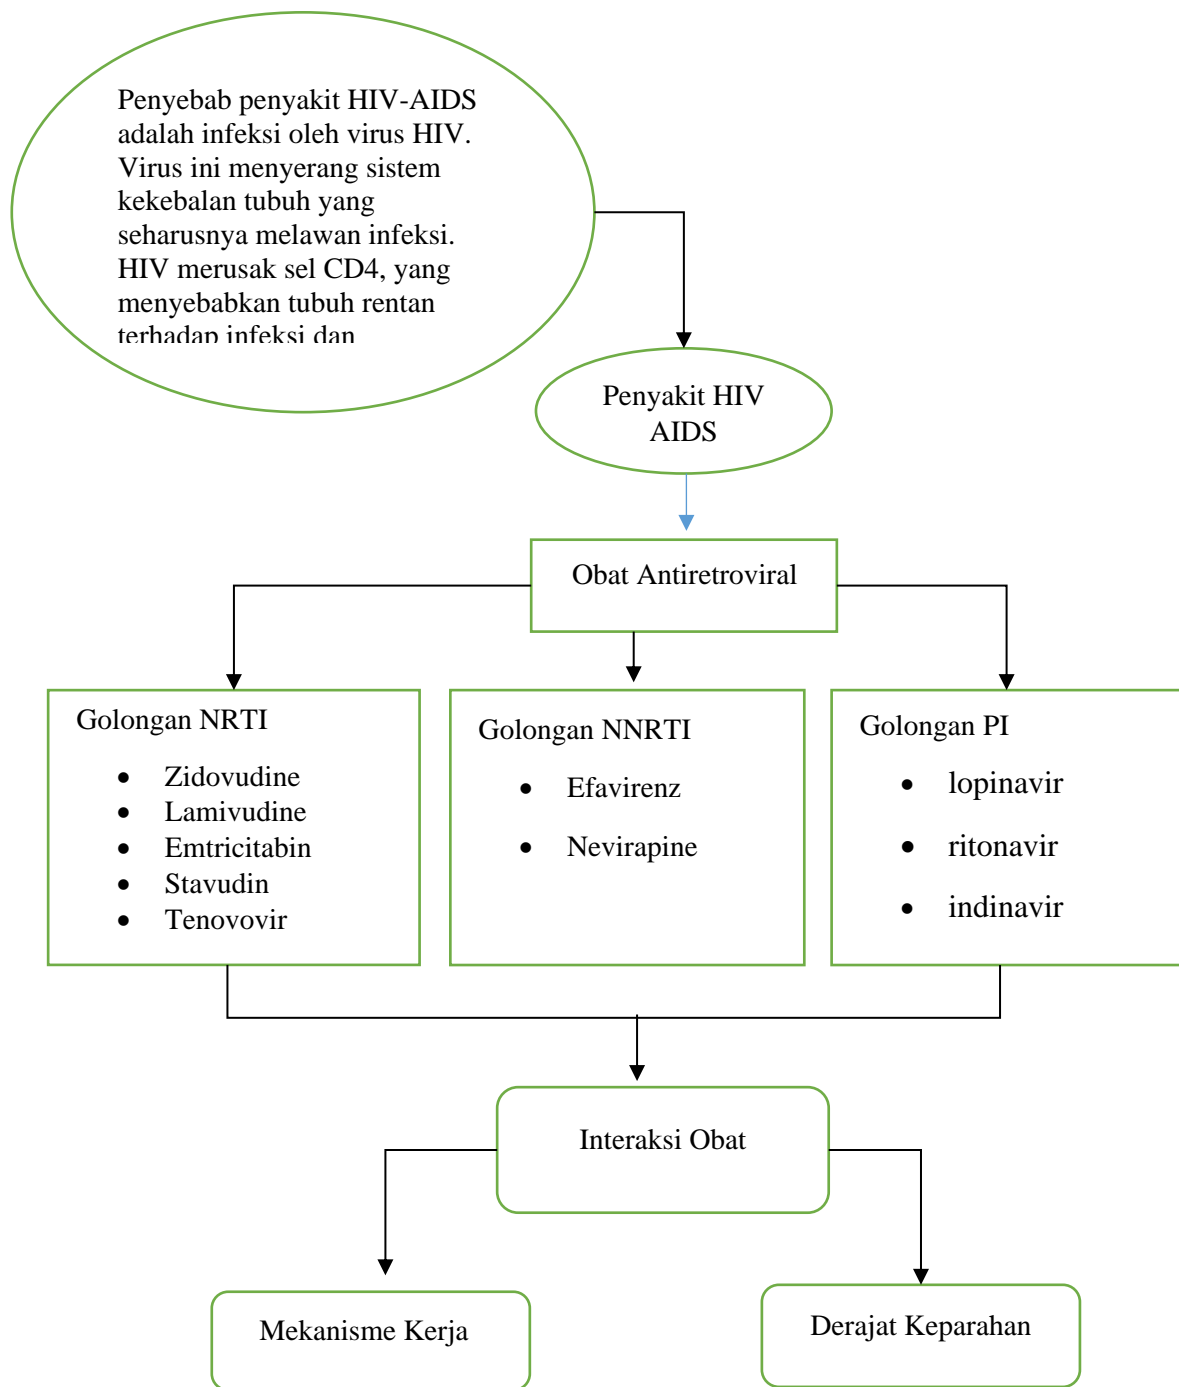 Penyebab penyakit HIV-AIDS
adalah infeksi oleh virus HIV.
Virus ini menyerang sistem
kekebalan tubuh yang
seharusnya melawan infeksi.
HIV merusak sel CD4, yang
menyebabkan tubuh rentan
terhadap infeksi dan
Penyakit HIV
AIDS
Obat Antiretroviral
Golongan NRTI
• Zidovudine
• Lamivudine
• Emtricitabin
• Stavudin
• Tenovovir
Golongan NNRTI
• Efavirenz
• Nevirapine
Golongan PI
• lopinavir
• ritonavir
• indinavir
Interaksi Obat
Mekanisme Kerja
Derajat Keparahan